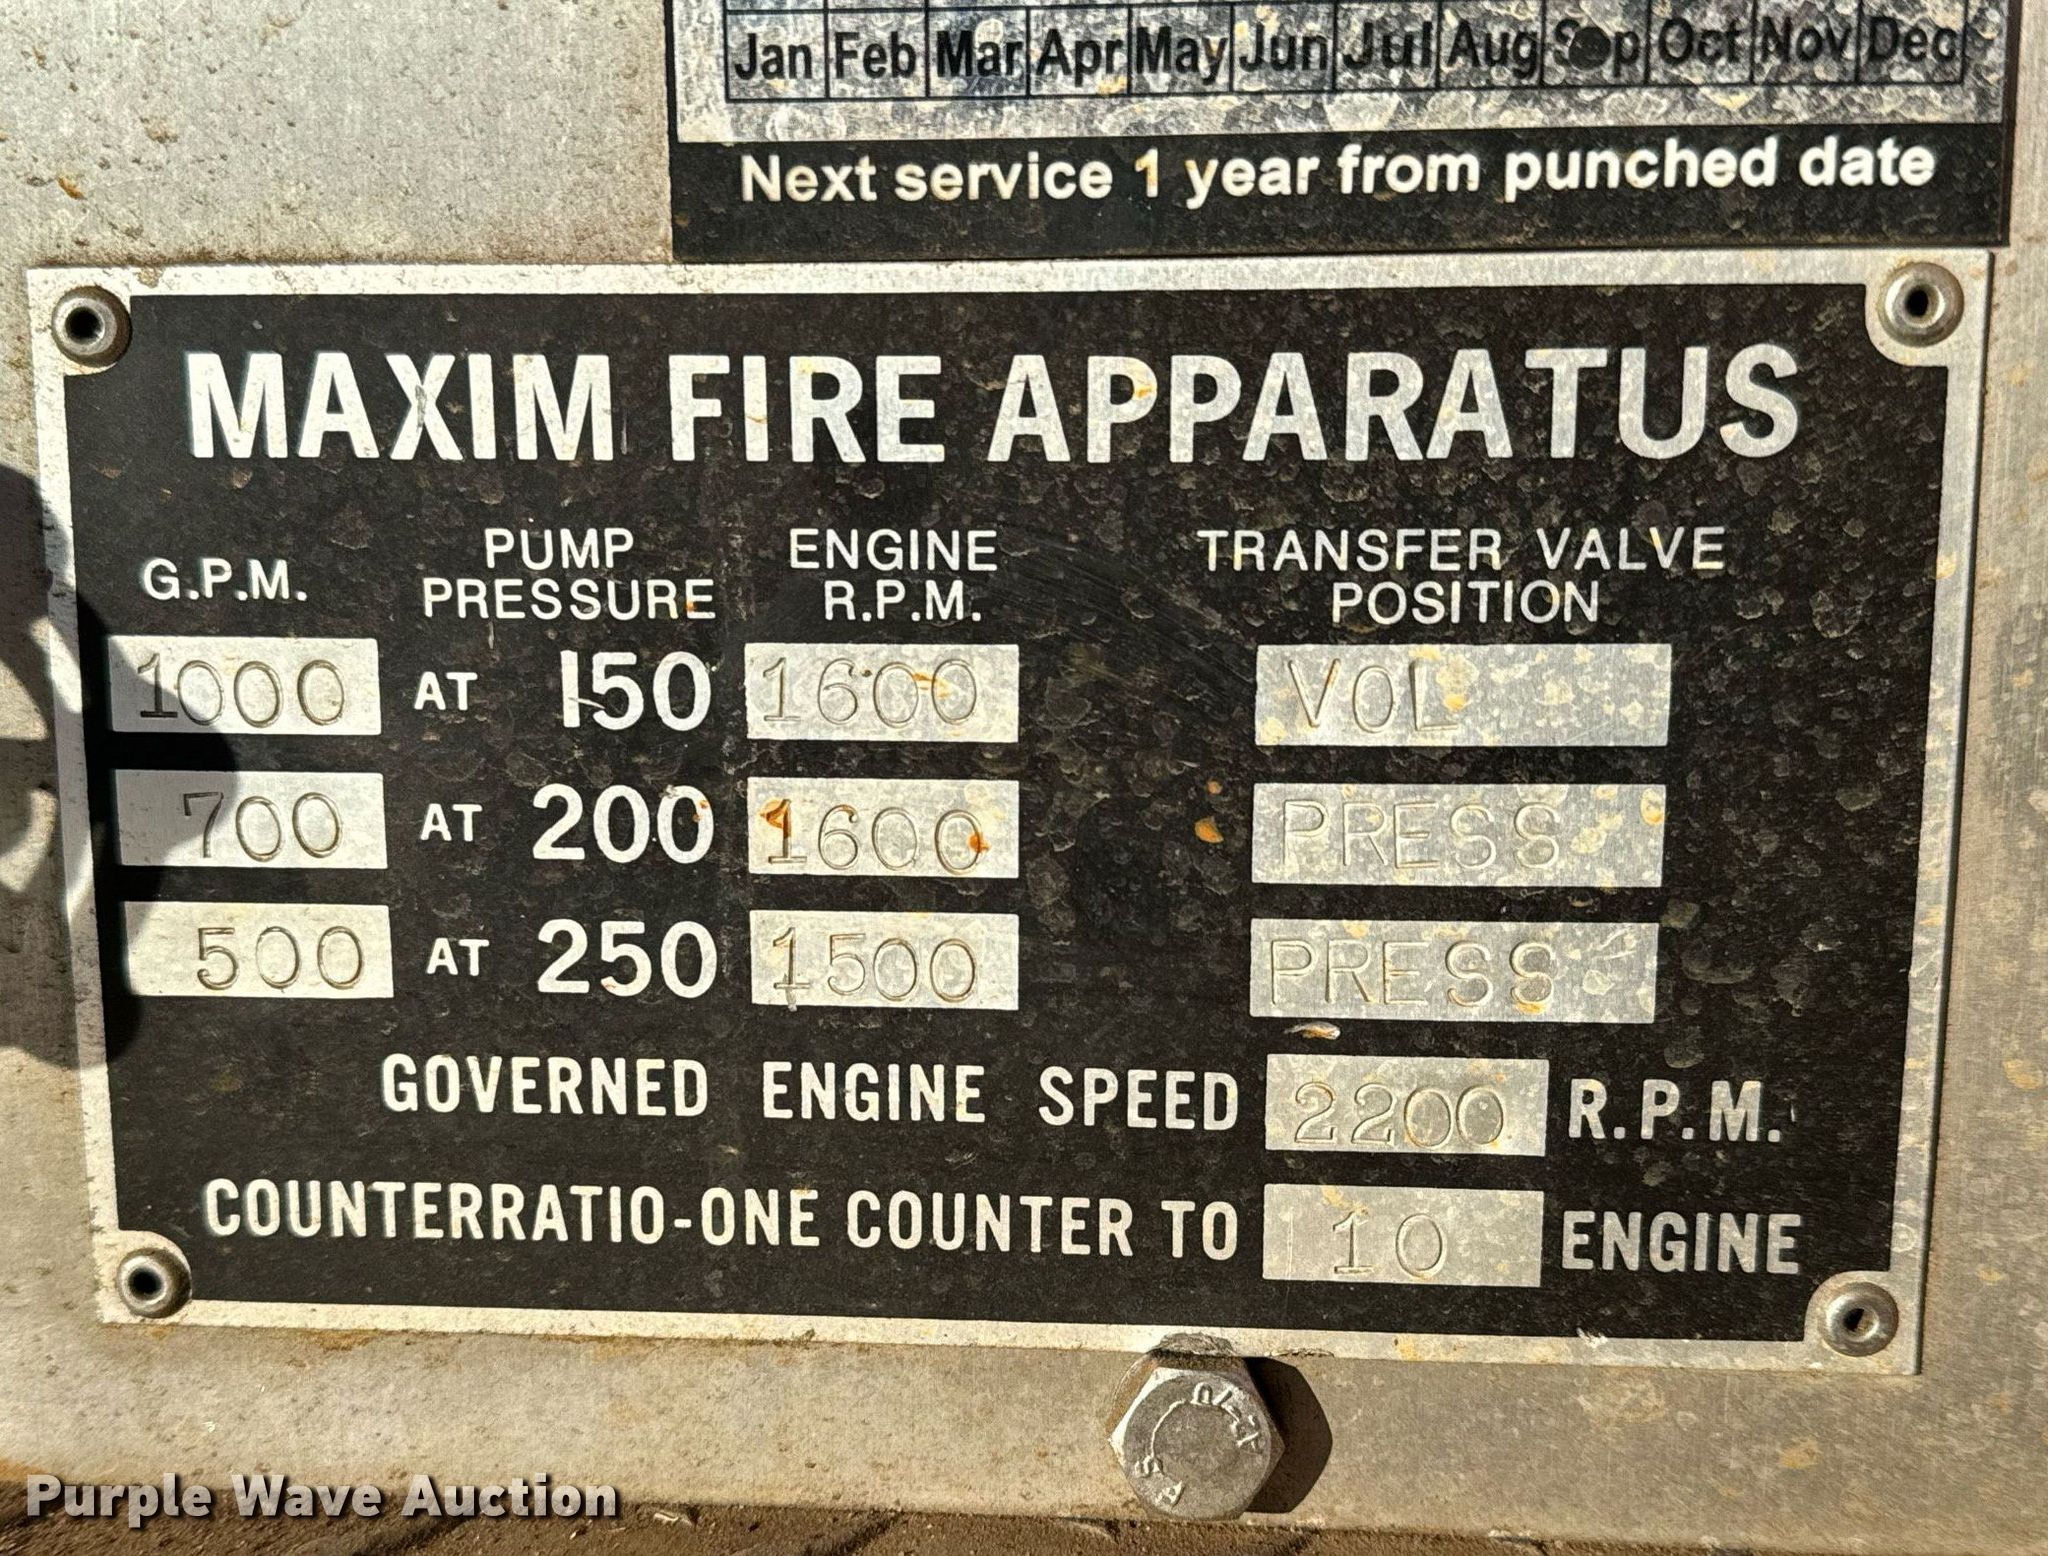 Jan Feb Mar Apr May Jun Jul Aug Sep Oct Nov Dec
Next service 1 year from punched date
MAXIM FIRE APPARATUS
G.P.M. PUMP PRESSURE ENGINE R.P.M. TRANSFER VALVE POSITION
1000 AT 150 1600 VOL
700 AT 200 1600 PRESS
500 AT 250 1500 PRESS
GOVERNED ENGINE SPEED 2200 R.P.M.
COUNTERRATIO-ONE COUNTER TO 10 ENGINE
Purple Wave Auction